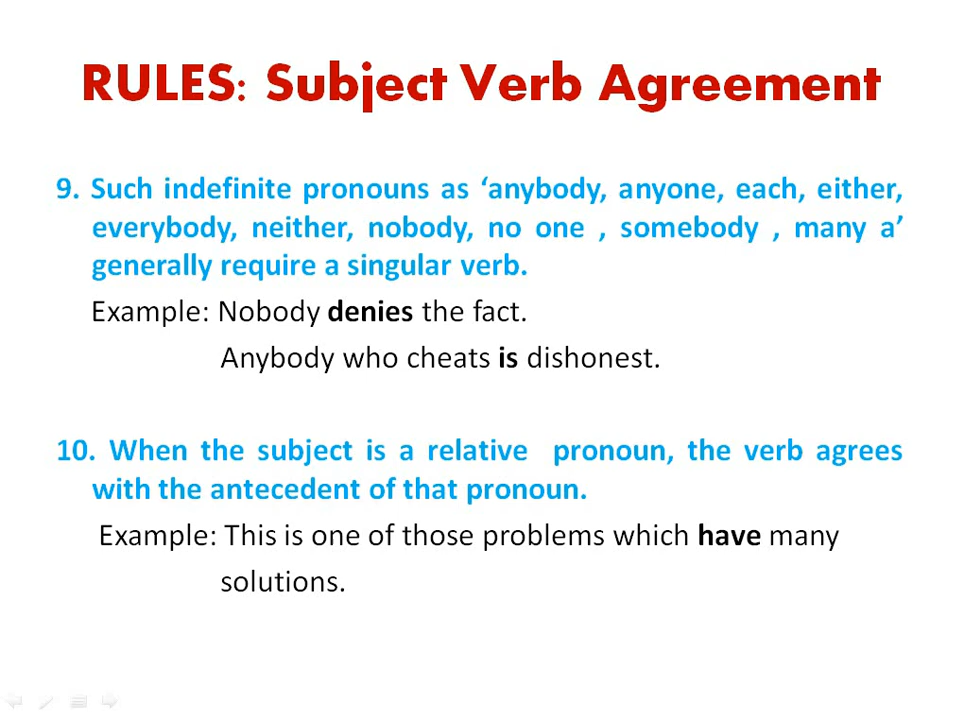 RULES: Subject Verb Agreement
9. Such indefinite pronouns as ‘anybody, anyone, each, either,
everybody, neither, nobody, no one , somebody , many a’
generally require a singular verb.
Example: Nobody denies the fact.
Anybody who cheats is dishonest.
10. When the subject is a relative pronoun, the verb agrees
with the antecedent of that pronoun.
Example: This is one of those problems which have many
solutions.